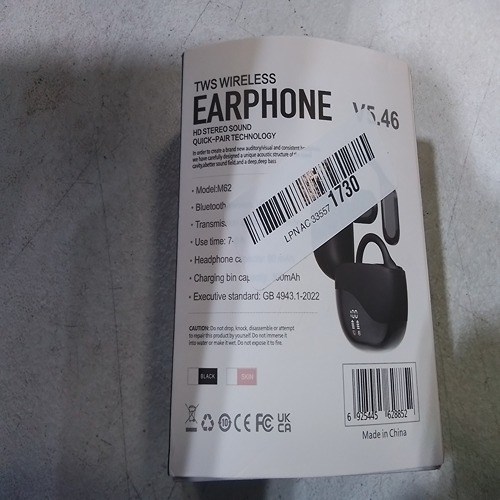 TWS WIRELESS
EARPHONE
V5.46
HD STEREO SOUND
QUICK-PAIR TECHNOLOGY
In order to create a brand new auditory/visual and consistent
we have carefully designed a unique acoustic structure of
cavity,abetter sound field,and a deep,deep bass
• Model:M62
• Bluetooth
• Use time: 7-
• Headphone
• Charging bin
• Executive standard: GB 4943.1-2022
LPN AC 33557 1730
CAUTION: Do not drop, knock, disassemble or attempt
to repair this product by yourself. Do not immerse it
into water or make it wet. Do not expose it to fire.
BLACK
6 925445 628852
10 CE FC UK
CA
Made in China